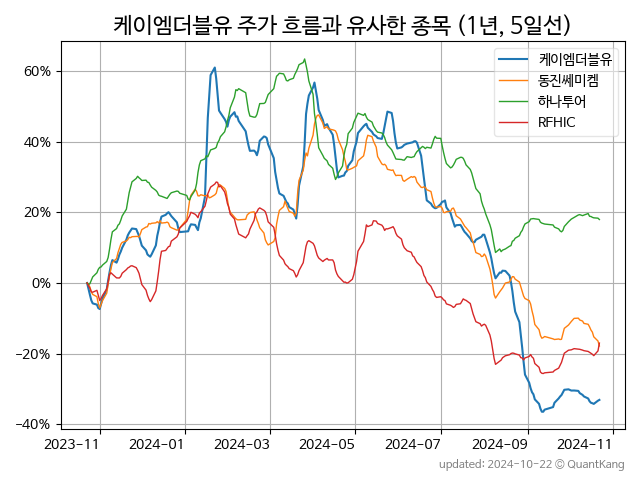 케이엠더블유 주가 흐름과 유사한 종목 (1년, 5일선)
케이엠더블유
동진쎄미켐
하나투어
RFHIC
60%
40%
20%
0%
−20%
−40%
2023-11 2024-01 2024-03 2024-05 2024-07 2024-09 2024-11
updated: 2024-10-22 © QuantKang